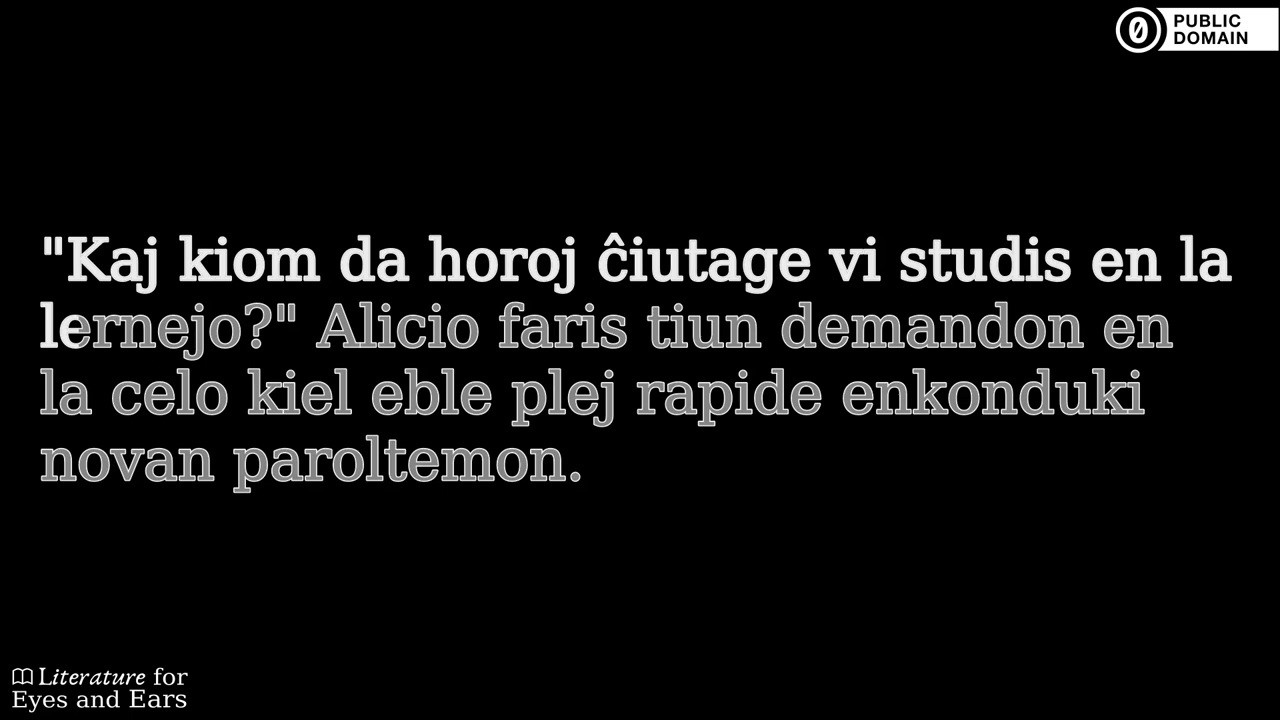 PUBLIC
DOMAIN
"Kaj kiom da horoj ĉiutage vi studis en la
lernejo?" Alicio faris tiun demandon en
la celo kiel eble plej rapide enkonduki
novan paroltemon.
Literature for
Eyes and Ears